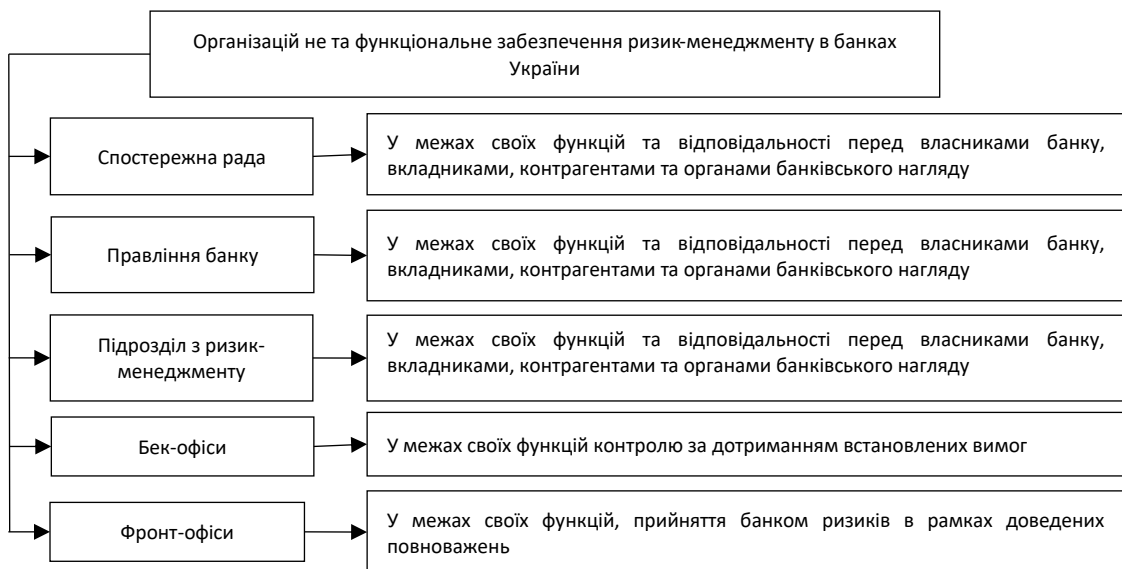 Організацій не та функціональне забезпечення ризик-менеджменту в банках
України
Спостережна рада
У межах своїх функцій та відповідальності перед власниками банку,
вкладниками, контрагентами та органами банківського нагляду
Правління банку
У межах своїх функцій та відповідальності перед власниками банку,
вкладниками, контрагентами та органами банківського нагляду
Підрозділ з ризик-
менеджменту
У межах своїх функцій та відповідальності перед власниками банку,
вкладниками, контрагентами та органами банківського нагляду
Бек-офіси
У межах своїх функцій контролю за дотриманням встановлених вимог
Фронт-офіси
У межах своїх функцій, прийняття банком ризиків в рамках доведених
повноважень